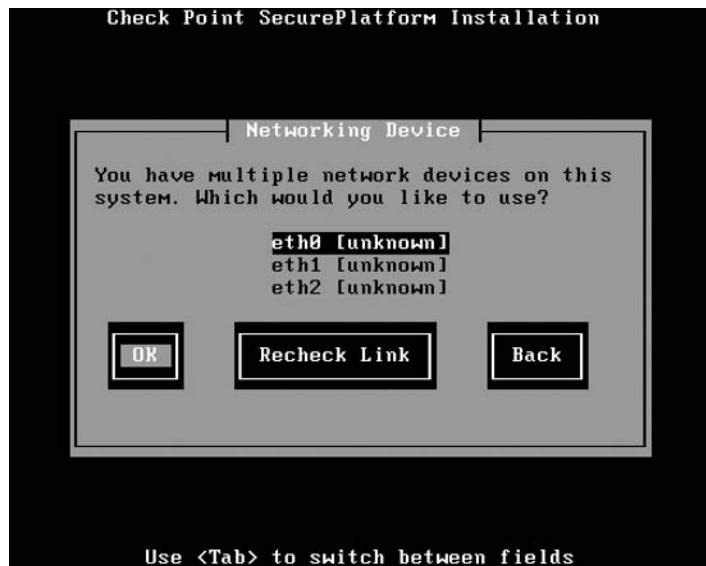 Check Point SecurePlatform Installation
Networking Device
You have multiple network devices on this
system. Which would you like to use?
eth0 [unknown]
eth1 [unknown]
eth2 [unknown]
OK Recheck Link Back
Use <Tab> to switch between fields